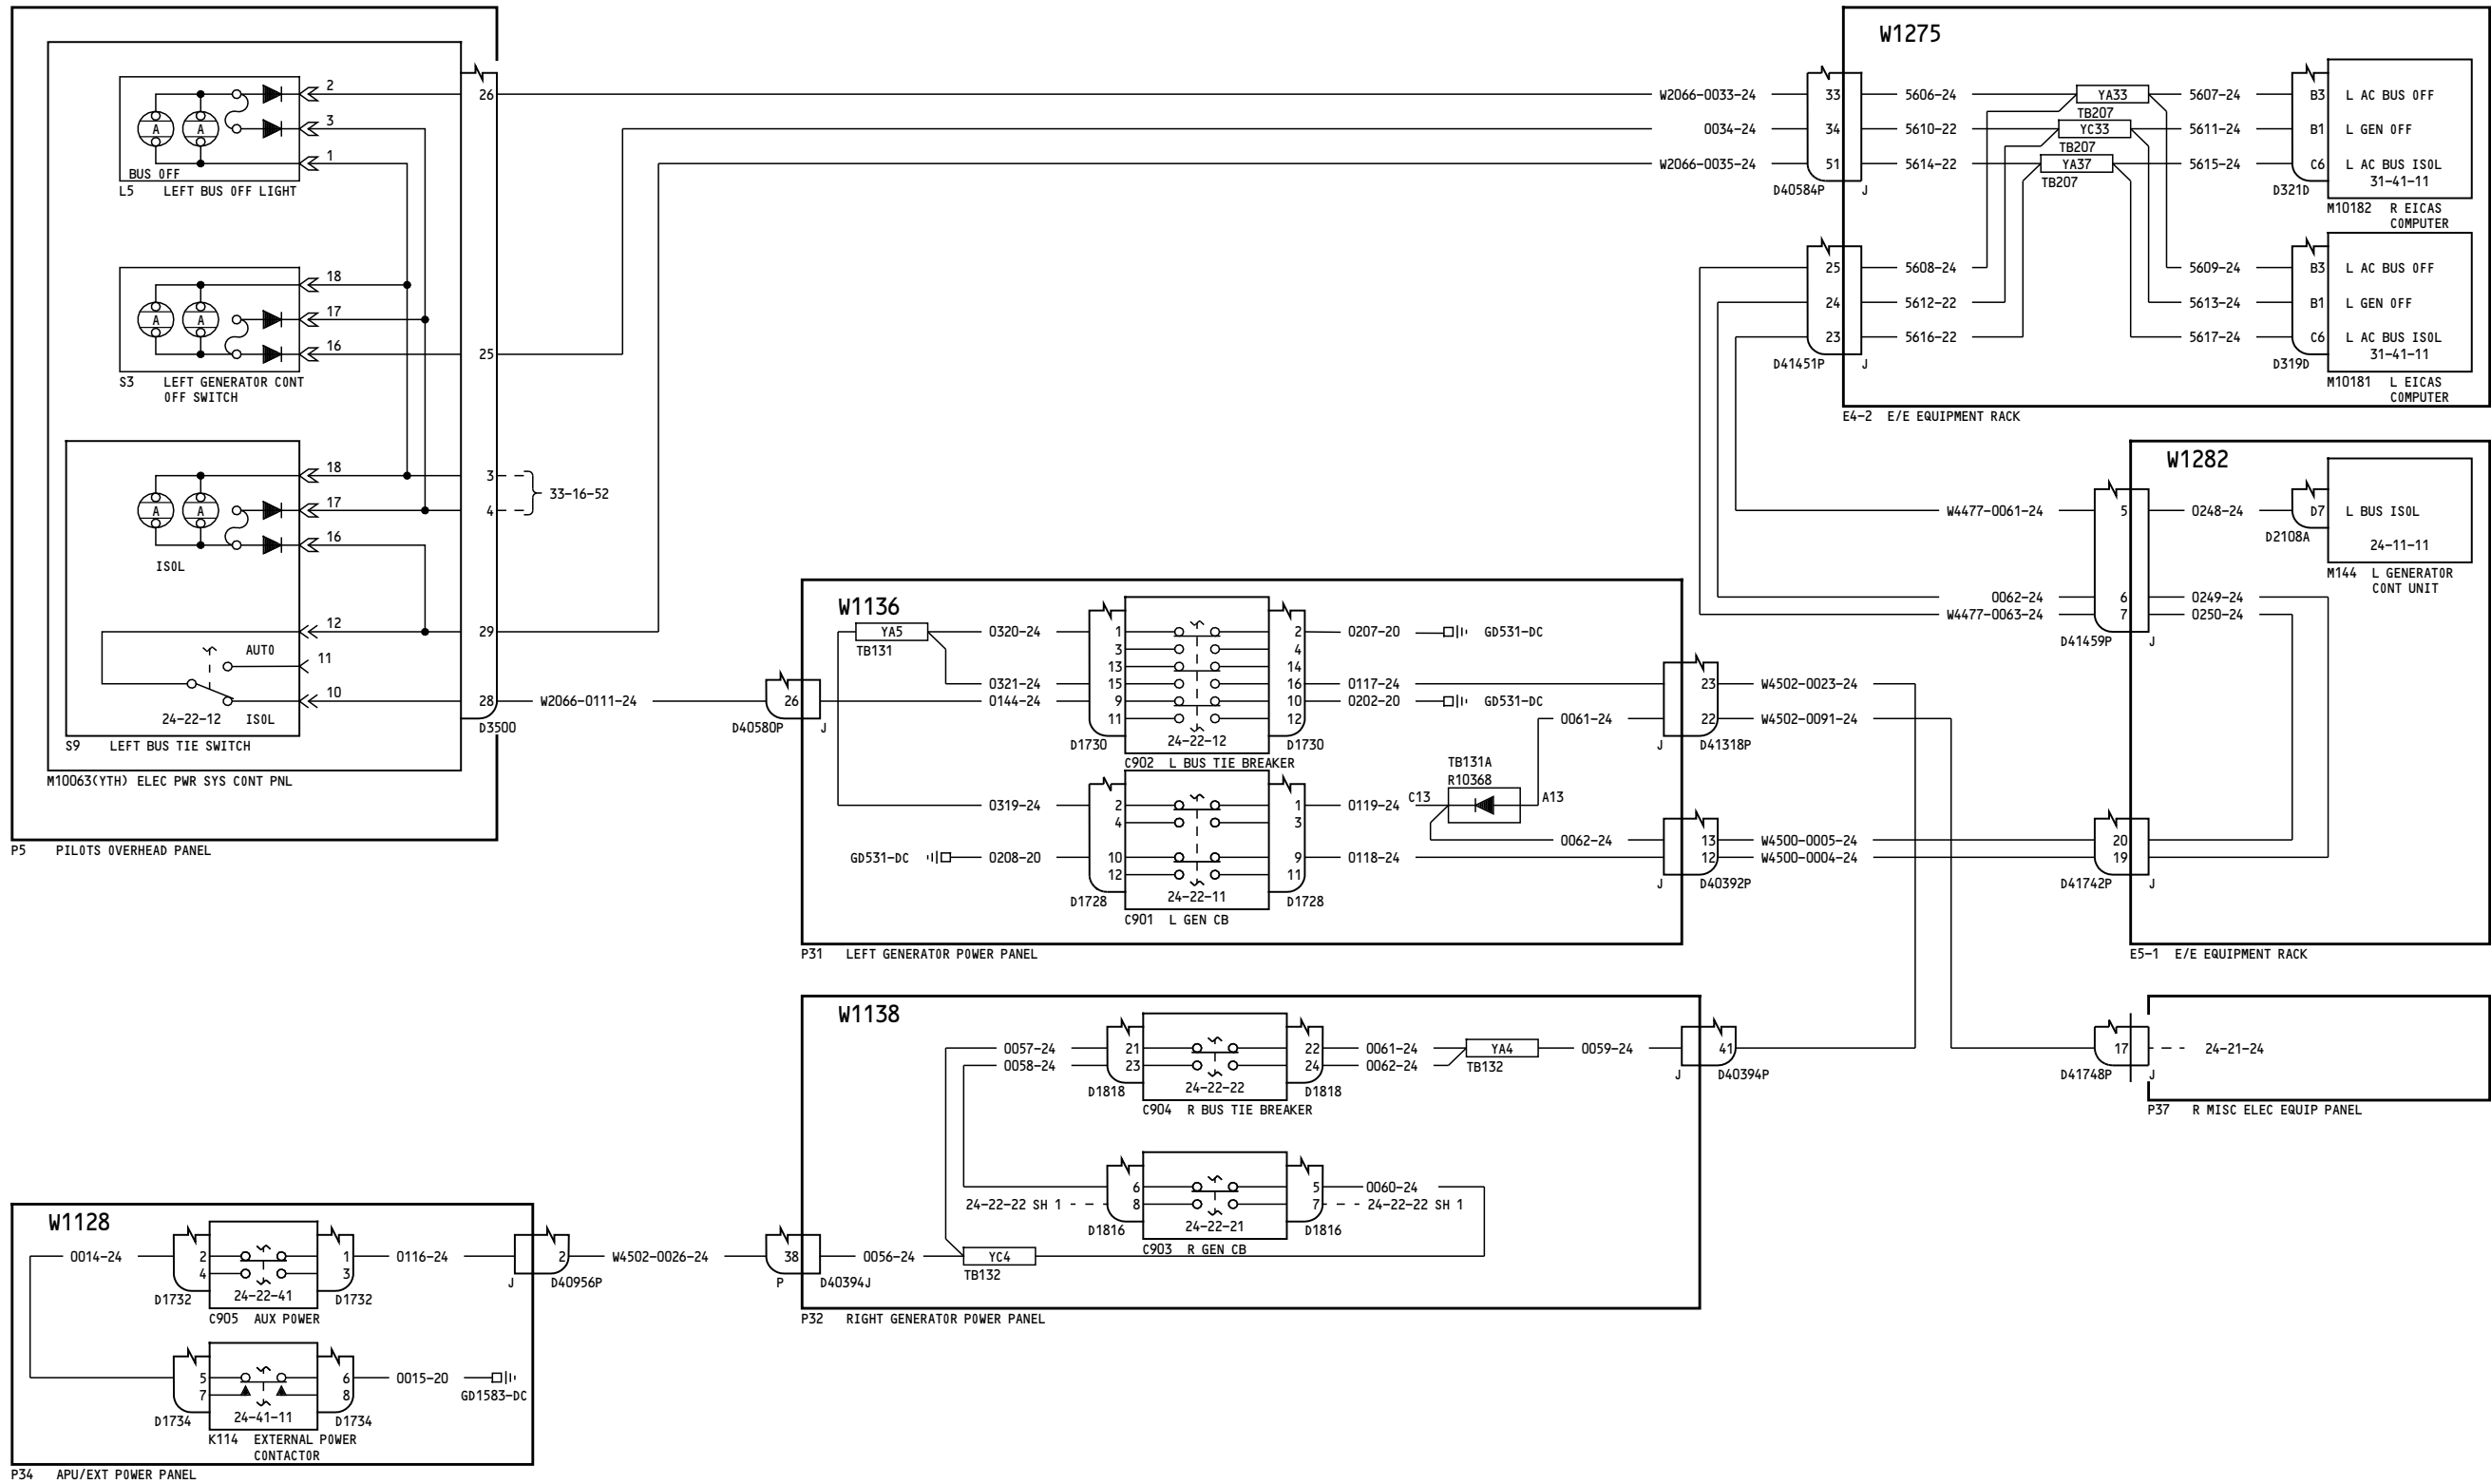 2
3
1
A
A
BUS OFF
L5 LEFT BUS OFF LIGHT
18
17
16
A
A
S3 LEFT GENERATOR CONT
OFF SWITCH
18
17
16
A
A
ISOL
12
AUTO
11
10
24-22-12 ISOL
S9 LEFT BUS TIE SWITCH
M10063(YTH) ELEC PWR SYS CONT PNL
P5 PILOTS OVERHEAD PANEL
26
25
3
4
33-16-52
29
28
D3500
W2066-0111-24
W2066-0033-24
0034-24
W2066-0035-24
33
34
51
D40584P J
W1275
5606-24
5610-22
5614-22
YA33
TB207
YC33
TB207
YA37
TB207
5607-24
5611-24
5615-24
B3 L AC BUS OFF
B1 L GEN OFF
C6 L AC BUS ISOL
31-41-11
D321D
M10182 R EICAS
COMPUTER
25
24
23
D41451P J
5608-24
5612-22
5616-22
5609-24
5613-24
5617-24
B3 L AC BUS OFF
B1 L GEN OFF
C6 L AC BUS ISOL
31-41-11
D319D
M10181 L EICAS
COMPUTER
E4-2 E/E EQUIPMENT RACK
W1282
W4477-0061-24
0062-24
W4477-0063-24
5
6
7
D41459P J
0248-24
0249-24
0250-24
D7 L BUS ISOL
D2108A
24-11-11
M144 L GENERATOR
CONT UNIT
20
19
D41742P J
E5-1 E/E EQUIPMENT RACK
W1136
26
D40580P J
YA5
TB131
0320-24
0321-24
0144-24
1
3
13
15
9
11
D1730
24-22-12
2
4
14
16
10
12
D1730
C902 L BUS TIE BREAKER
0207-20 GD531-DC
0117-24
0202-20 GD531-DC
0061-24
23
22
J D41318P
W4502-0023-24
W4502-0091-24
TB131A
R10368
C13
A13
0319-24
GD531-DC 0208-20
2
4
10
12
D1728
24-22-11
1
3
9
11
D1728
C901 L GEN CB
0119-24
0062-24
0118-24
13
12
J D40392P
W4500-0005-24
W4500-0004-24
P31 LEFT GENERATOR POWER PANEL
W1138
0057-24
0058-24
21
23
D1818
24-22-22
22
24
D1818
C904 R BUS TIE BREAKER
0061-24
0062-24
YA4
TB132
0059-24
41
J D40394P
17
D41748P J
24-21-24
P37 R MISC ELEC EQUIP PANEL
24-22-22 SH 1
6
8
D1816
24-22-21
5
7
D1816
C903 R GEN CB
0060-24
24-22-22 SH 1
38
P D40394J
0056-24
YC4
TB132
P32 RIGHT GENERATOR POWER PANEL
W1128
0014-24
2
4
D1732
24-22-41
1
3
D1732
C905 AUX POWER
0116-24
2
J D40956P
W4502-0026-24
5
7
D1734
24-41-11
6
8
D1734
K114 EXTERNAL POWER
CONTACTOR
0015-20
GD1583-DC
P34 APU/EXT POWER PANEL